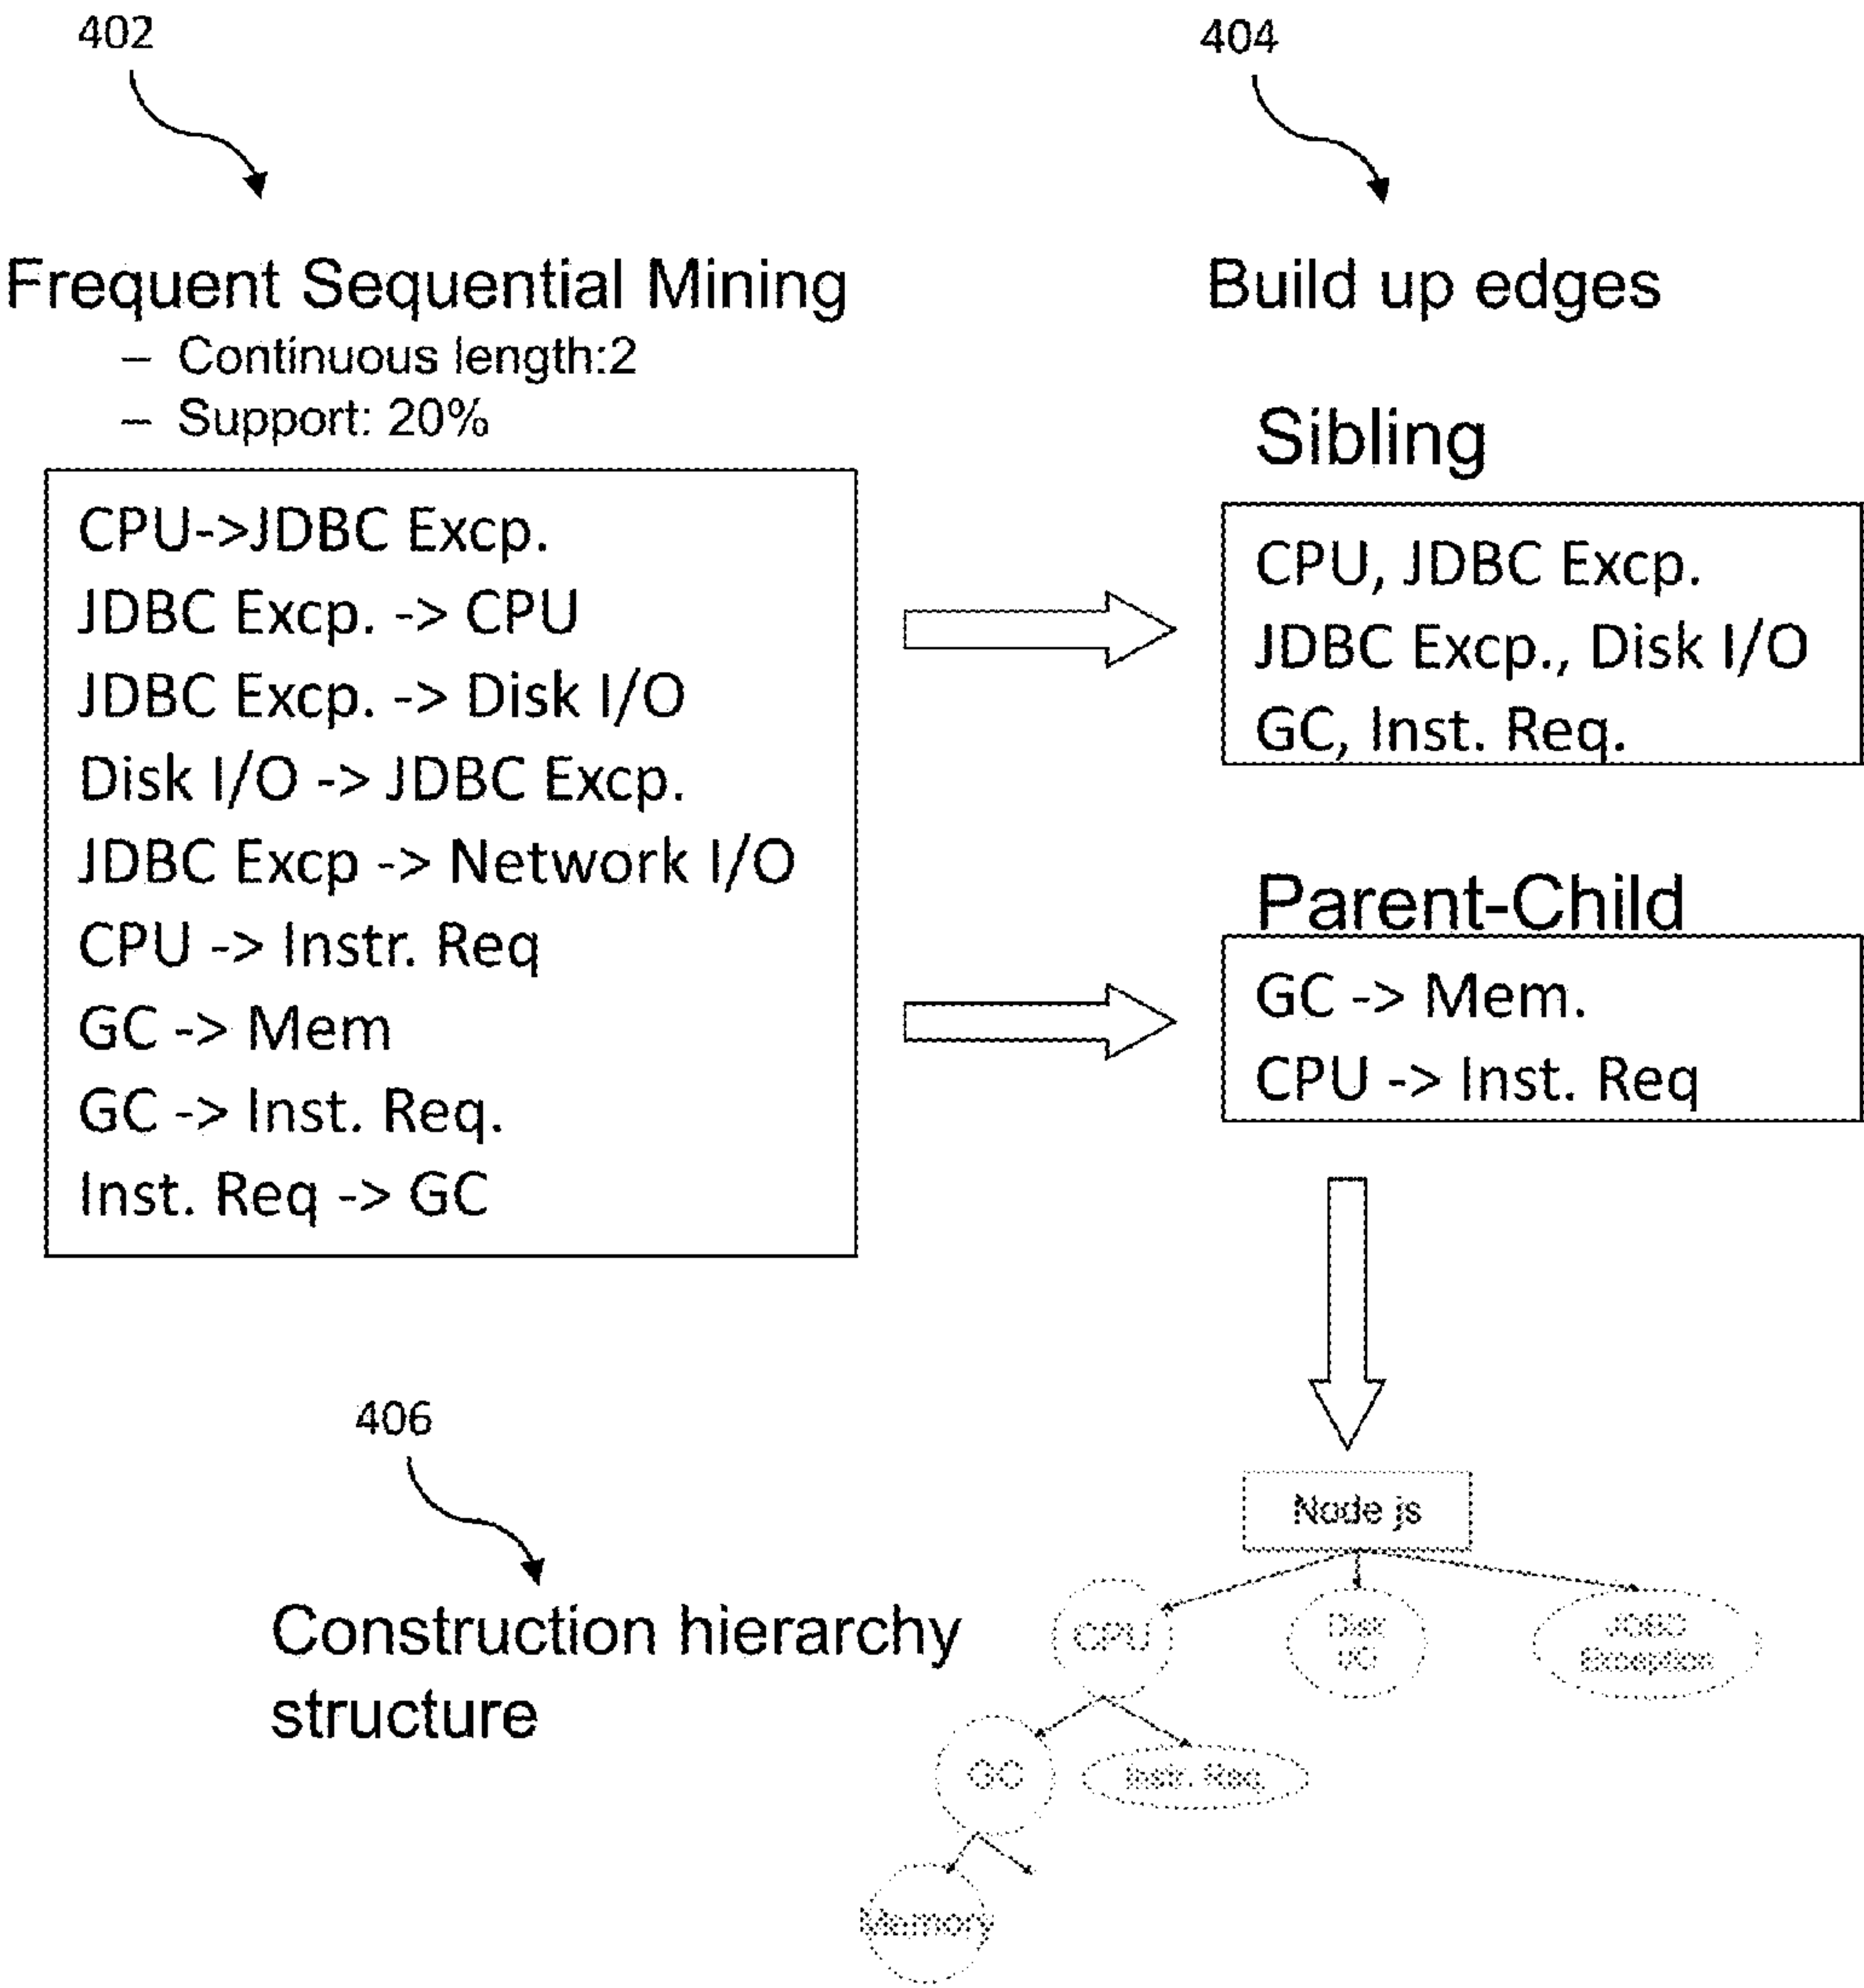 402
404
Frequent Sequential Mining
– Continuous length:2
– Support: 20%
CPU->JDBC Excp.
JDBC Excp. -> CPU
JDBC Excp. -> Disk I/O
Disk I/O -> JDBC Excp.
JDBC Excp -> Network I/O
CPU -> Instr. Req
GC -> Mem
GC -> Inst. Req.
Inst. Req -> GC
Build up edges
Sibling
CPU, JDBC Excp.
JDBC Excp., Disk I/O
GC, Inst. Req.
Parent-Child
GC -> Mem.
CPU -> Inst. Req
406
Construction hierarchy
structure
Node js
CPU
Disk
I/O
Exception
GC
Instr. Req
Memory